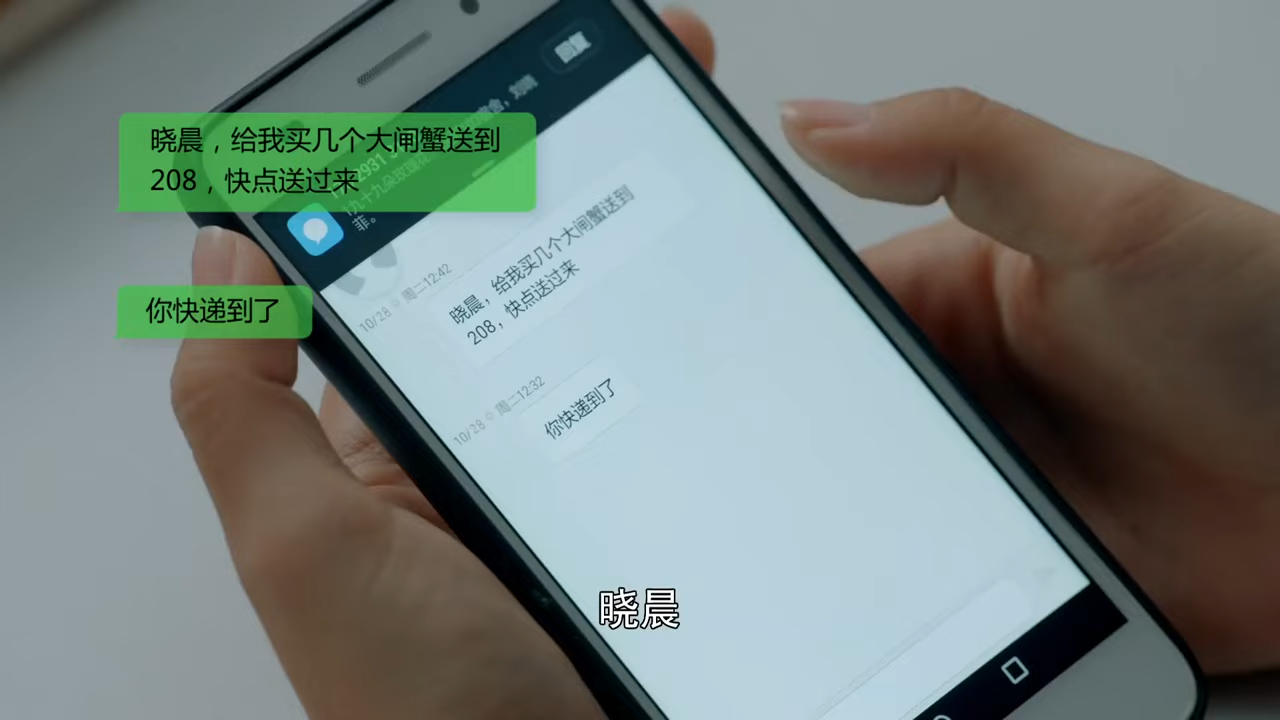 回复
晓晨，给我买几个大闸蟹送到
208，快点送过来
菲。
10/28 周二12:42
晓晨，给我买几个大闸蟹送到
208，快点送过来
你快递到了
10/28 周二12:32
你快递到了
晓晨